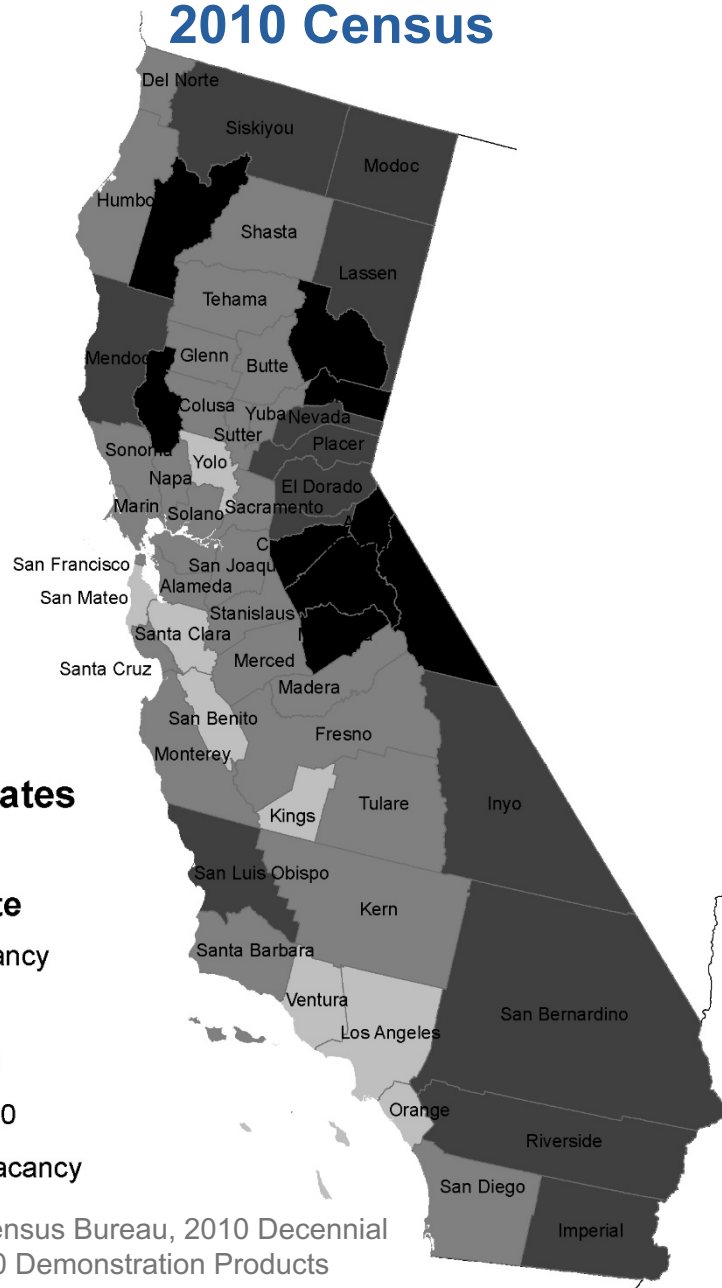 2010 Census
Del Norte
Siskiyou
Modoc
Humbo
Shasta
Lassen
Tehama
Mendoc
Glenn
Butte
Colusa
Yuba
Nevada
Sutter
Placer
Sonoma
Yolo
Napa
El Dorado
Marin
Solano
Sacramento
A
C
San Francisco
San Joaqu
Alameda
San Mateo
Stanislaus
Santa Clara
Merced
Santa Cruz
Madera
San Benito
Fresno
Monterey
ates
Kings
Tulare
Inyo
San Luis Obispo
te
Kern
Santa Barbara
ancy
Ventura
San Bernardino
Los Angeles
Orange
0
Riverside
acancy
San Diego
Imperial
ensus Bureau, 2010 Decennial
0 Demonstration Products